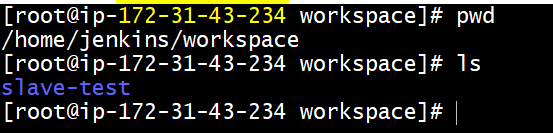 [root@ip-172-31-43-234 workspace]# pwd
/home/jenkins/workspace
[root@ip-172-31-43-234 workspace]# ls
slave-test
[root@ip-172-31-43-234 workspace]#